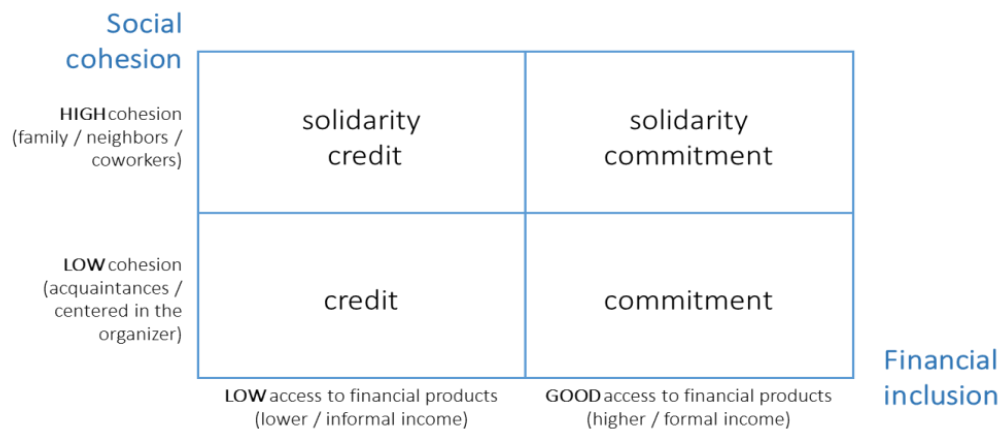 Social
cohesion
HIGH cohesion
(family / neighbors /
coworkers)
solidarity
credit
solidarity
commitment
LOW cohesion
(acquaintances /
centered in the
organizer)
credit
commitment
LOW access to financial products
(lower / informal income)
GOOD access to financial products
(higher / formal income)
Financial
inclusion